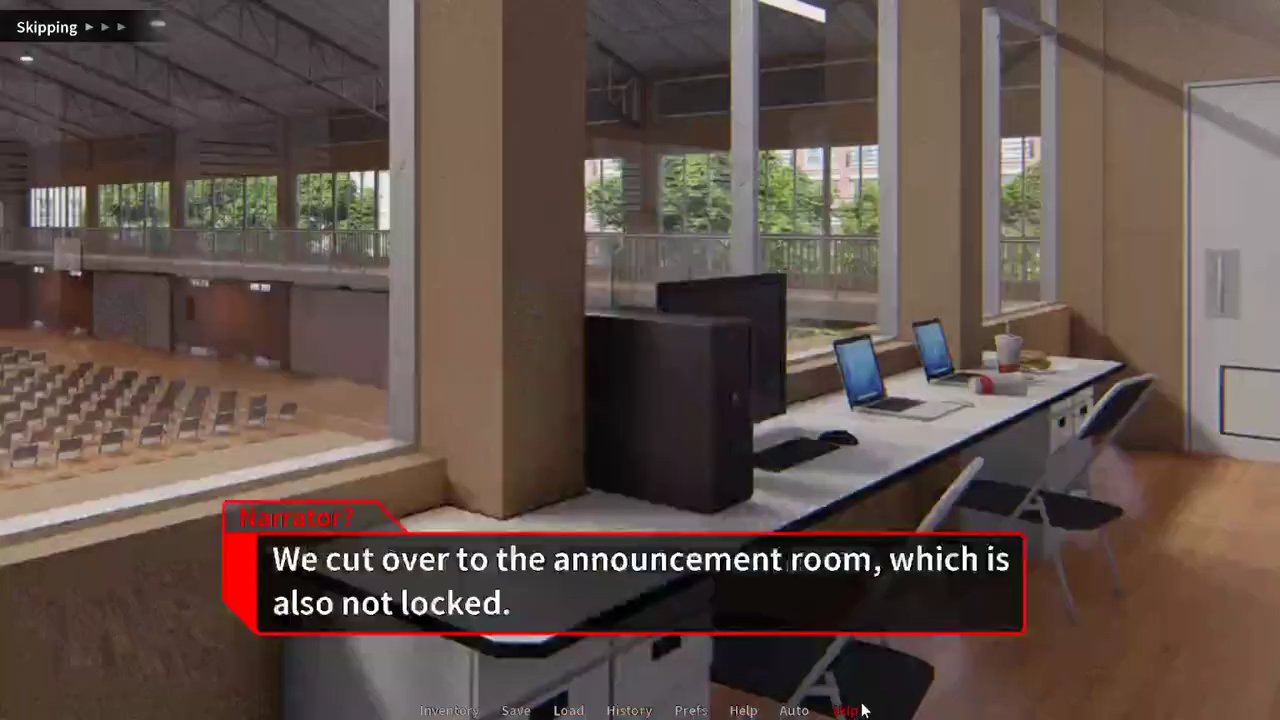 Skipping
Narrator?
We cut over to the announcement room, which is
also not locked.
Inventory Save Load History Prefs Help Auto Skip